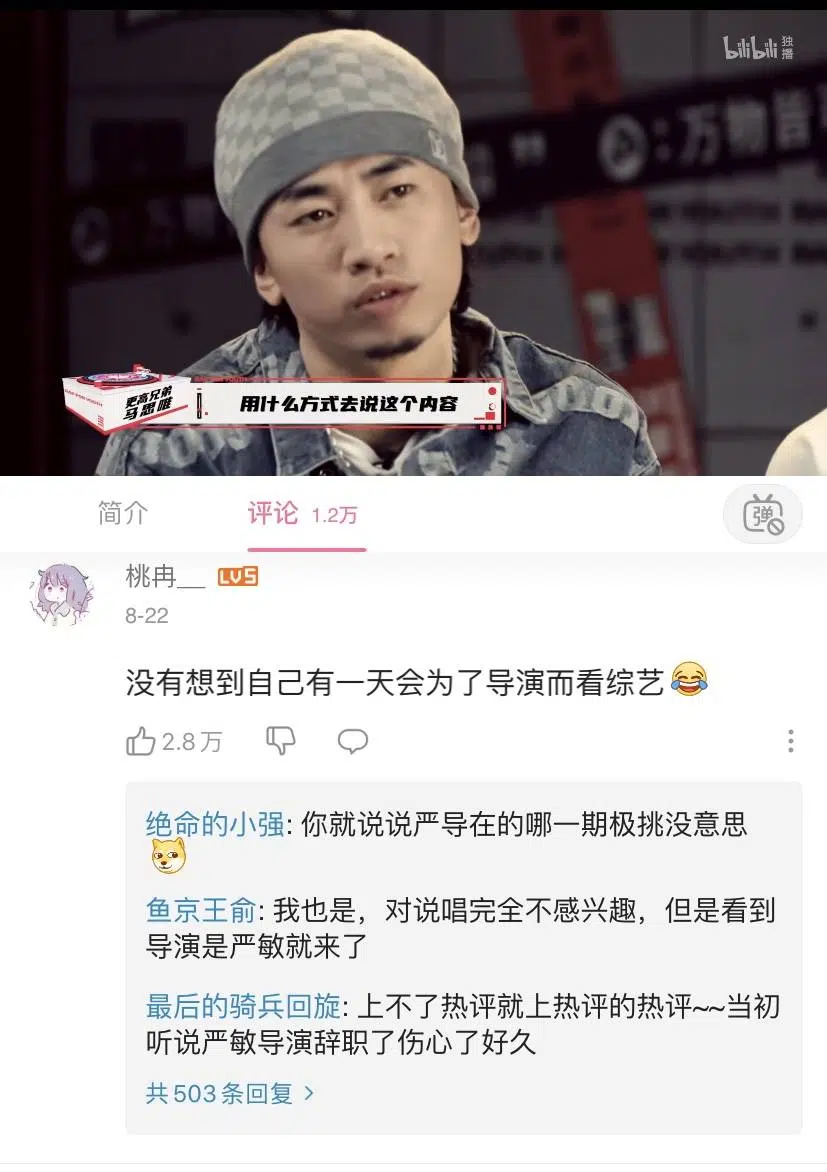 bilibili 独播
：万物皆
更高兄弟
马思唯
用什么方式去说这个内容
简介
评论 1.2万
弹
桃冉__ LV5
8-22
没有想到自己有一天会为了导演而看综艺😂
2.8万
绝命的小强: 你就说说严导在的哪一期极挑没意思
鱼京王俞: 我也是，对说唱完全不感兴趣，但是看到
导演是严敏就来了
最后的骑兵回旋: 上不了热评就上热评的热评~~当初
听说严敏导演辞职了伤心了好久
共503条回复 >